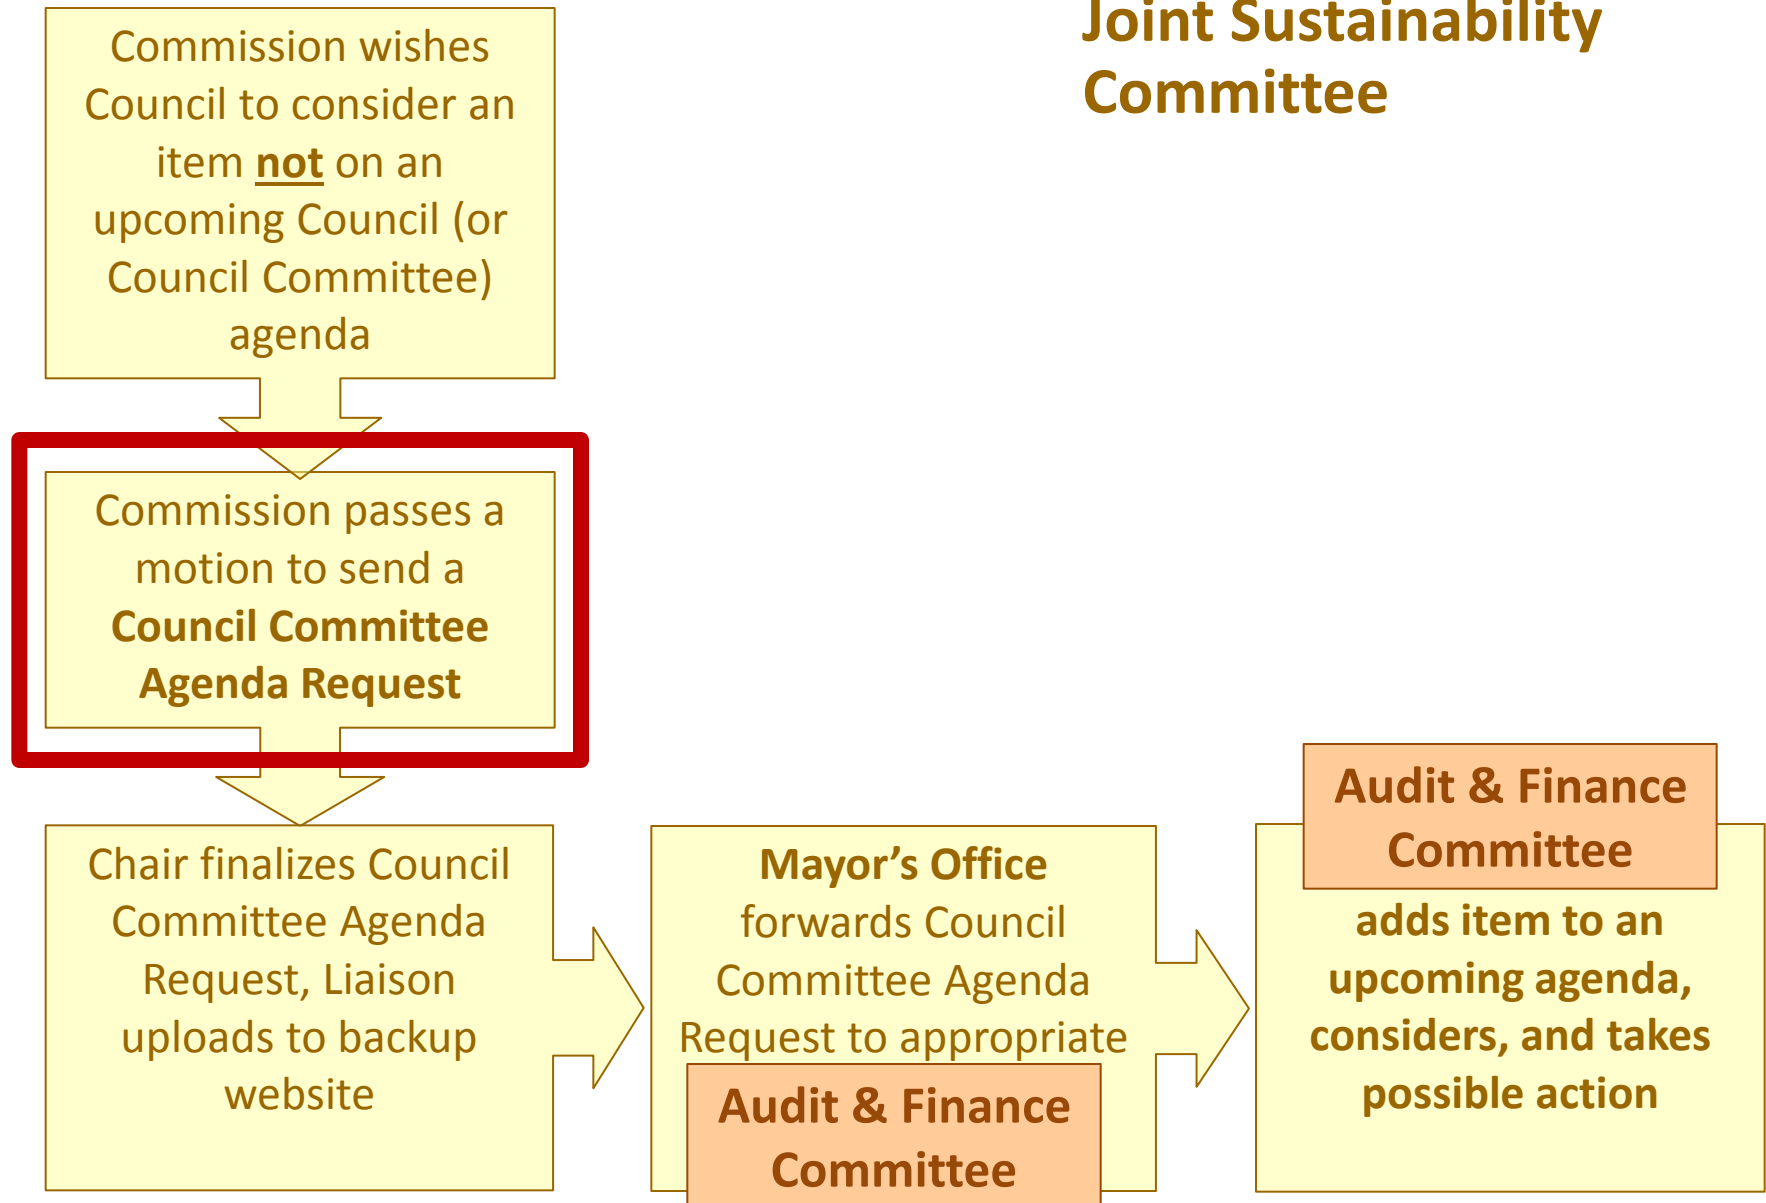 Joint Sustainability
Committee
Commission wishes
Council to consider an
item not on an
upcoming Council (or
Council Committee)
agenda
Commission passes a
motion to send a
Council Committee
Agenda Request
Chair finalizes Council
Committee Agenda
Request, Liaison
uploads to backup
website
Mayor’s Office
forwards Council
Committee Agenda
Request to appropriate
Audit & Finance
Committee
Audit & Finance
Committee
adds item to an
upcoming agenda,
considers, and takes
possible action